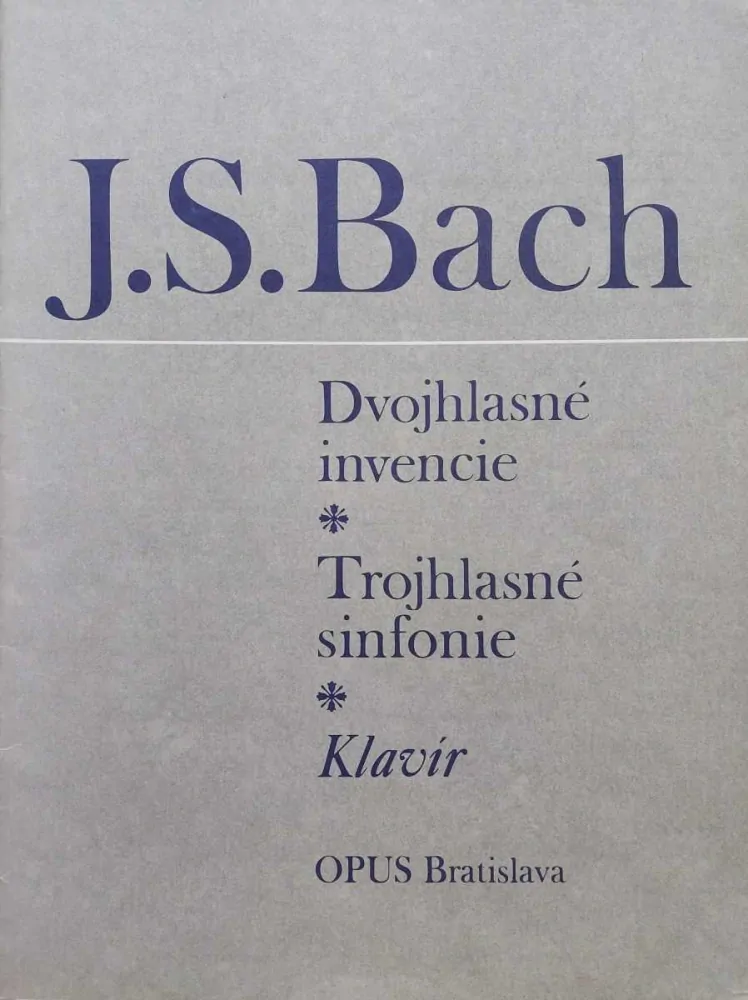 J.S.Bach
Dvojhlasné
invencie
Trojhlasné
sinfonie
Klavír
OPUS Bratislava